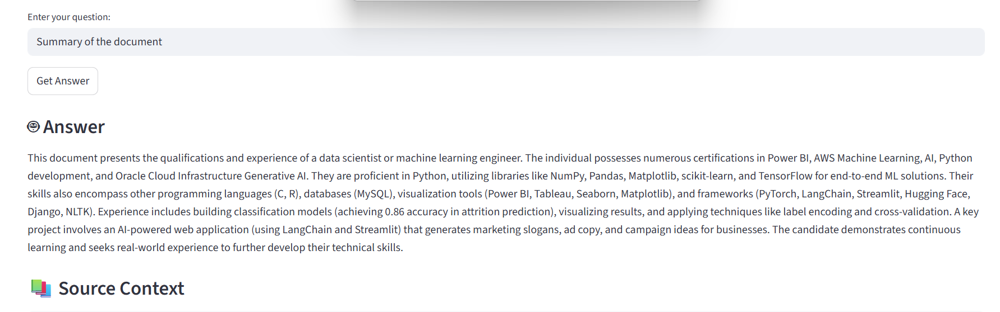 Enter your question:
Summary of the document
Get Answer
Answer
This document presents the qualifications and experience of a data scientist or machine learning engineer. The individual possesses numerous certifications in Power BI, AWS Machine Learning, AI, Python
development, and Oracle Cloud Infrastructure Generative AI. They are proficient in Python, utilizing libraries like NumPy, Pandas, Matplotlib, scikit-learn, and TensorFlow for end-to-end ML solutions. Their
skills also encompass other programming languages (C, R), databases (MySQL), visualization tools (Power BI, Tableau, Seaborn, Matplotlib), and frameworks (PyTorch, LangChain, Streamlit, Hugging Face,
Django, NLTK). Experience includes building classification models (achieving 0.86 accuracy in attrition prediction), visualizing results, and applying techniques like label encoding and cross-validation. A key
project involves an AI-powered web application (using LangChain and Streamlit) that generates marketing slogans, ad copy, and campaign ideas for businesses. The candidate demonstrates continuous
learning and seeks real-world experience to further develop their technical skills.
Source Context